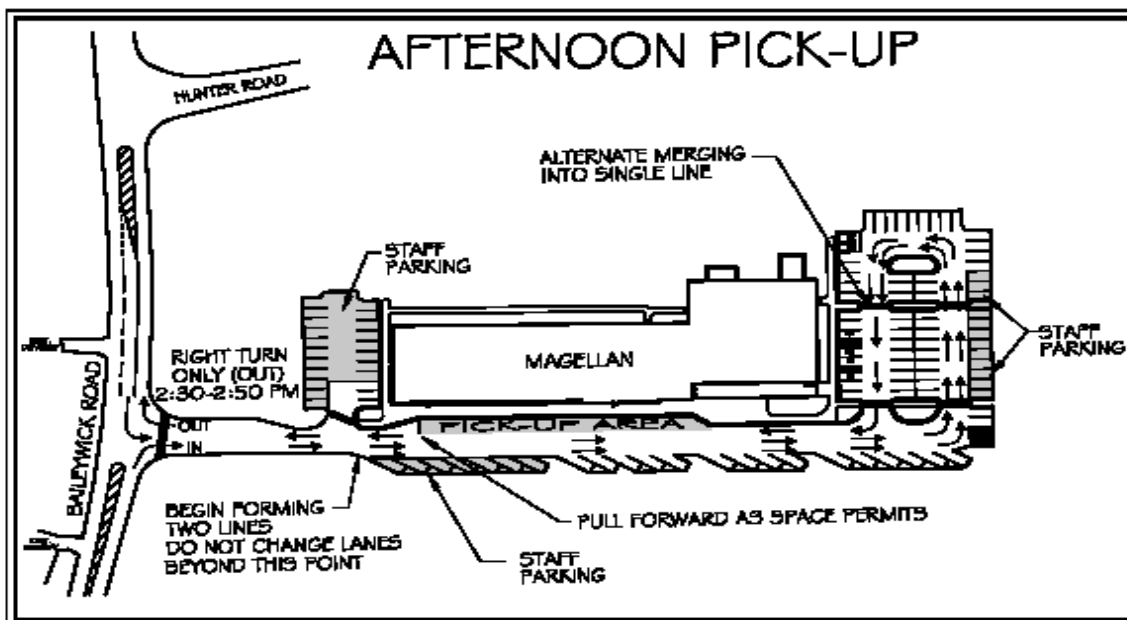 AFTERNOON PICK-UP
HUNTER ROAD
ALTERNATE MERGING
INTO SINGLE LINE
STAFF
PARKING
STAFF
PARKING
RIGHT TURN
ONLY (OUT)
2:30-2:50 PM
MAGELLAN
BAILEYWICK ROAD
OUT
IN
PICK-UP AREA
BEGIN FORMING
TWO LINES
DO NOT CHANGE LANES
BEYOND THIS POINT
PULL FORWARD AS SPACE PERMITS
STAFF
PARKING